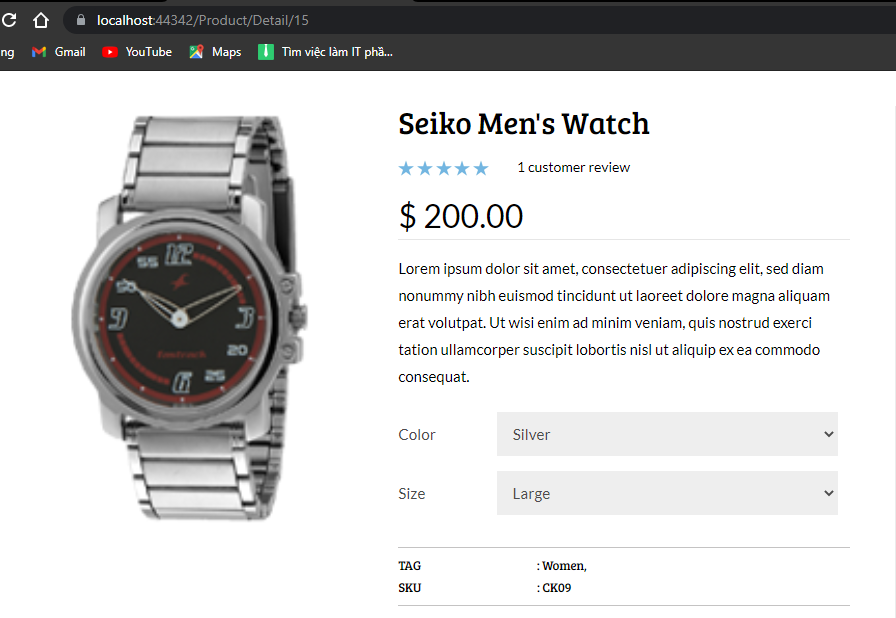 localhost:44342/Product/Detail/15
ng Gmail YouTube Maps Tìm việc làm IT phầ...
Seiko Men's Watch
1 customer review
$ 200.00
Lorem ipsum dolor sit amet, consectetuer adipiscing elit, sed diam
nonummy nibh euismod tincidunt ut laoreet dolore magna aliquam
erat volutpat. Ut wisi enim ad minim veniam, quis nostrud exerci
tation ullamcorper suscipit lobortis nisl ut aliquip ex ea commodo
consequat.
Color Silver
Size Large
TAG : Women,
SKU : CK09
12
55
50
9 3
fastrack 20
6 25